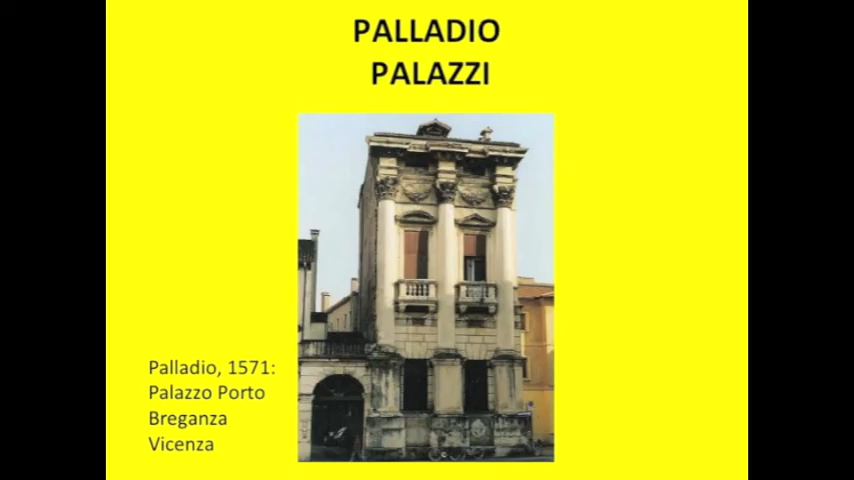 PALLADIO
PALAZZI
Palladio, 1571:
Palazzo Porto
Breganza
Vicenza